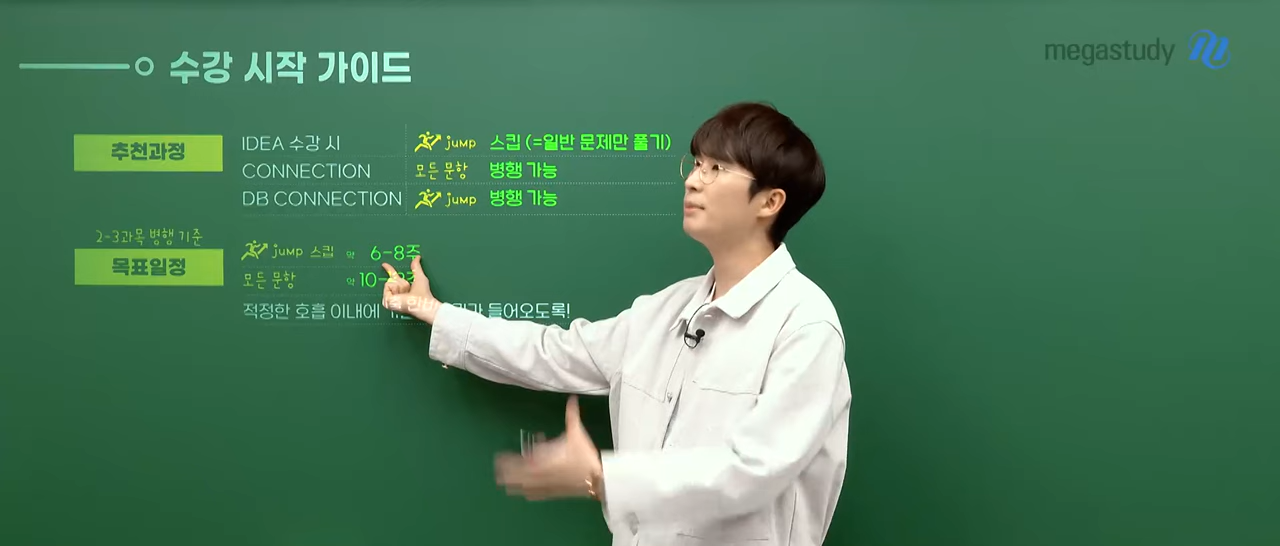 수강 시작 가이드
megastudy
추천과정
IDEA 수강 시 jump 스킵 (=일반 문제만 풀기)
CONNECTION 모든 문항 병행 가능
DB CONNECTION jump 병행 가능
2-3과목 병행 기준
목표일정
jump 스킵 약 6-8주
모든 문항 약
적정한 호흡 이내에 들어오도록!